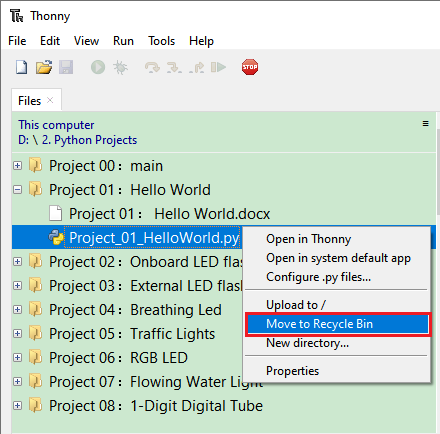 Thonny
File Edit View Run Tools Help
STOP
Files ×
This computer
D: \ 2. Python Projects
Project 00：main
Project 01：Hello World
Project 01： Hello World.docx
Project_01_HelloWorld.py
Project 02：Onboard LED flas
Project 03：External LED flas
Project 04：Breathing Led
Project 05：Traffic Lights
Project 06：RGB LED
Project 07：Flowing Water Light
Project 08：1-Digit Digital Tube
Open in Thonny
Open in system default app
Configure .py files...
Upload to /
Move to Recycle Bin
New directory...
Properties